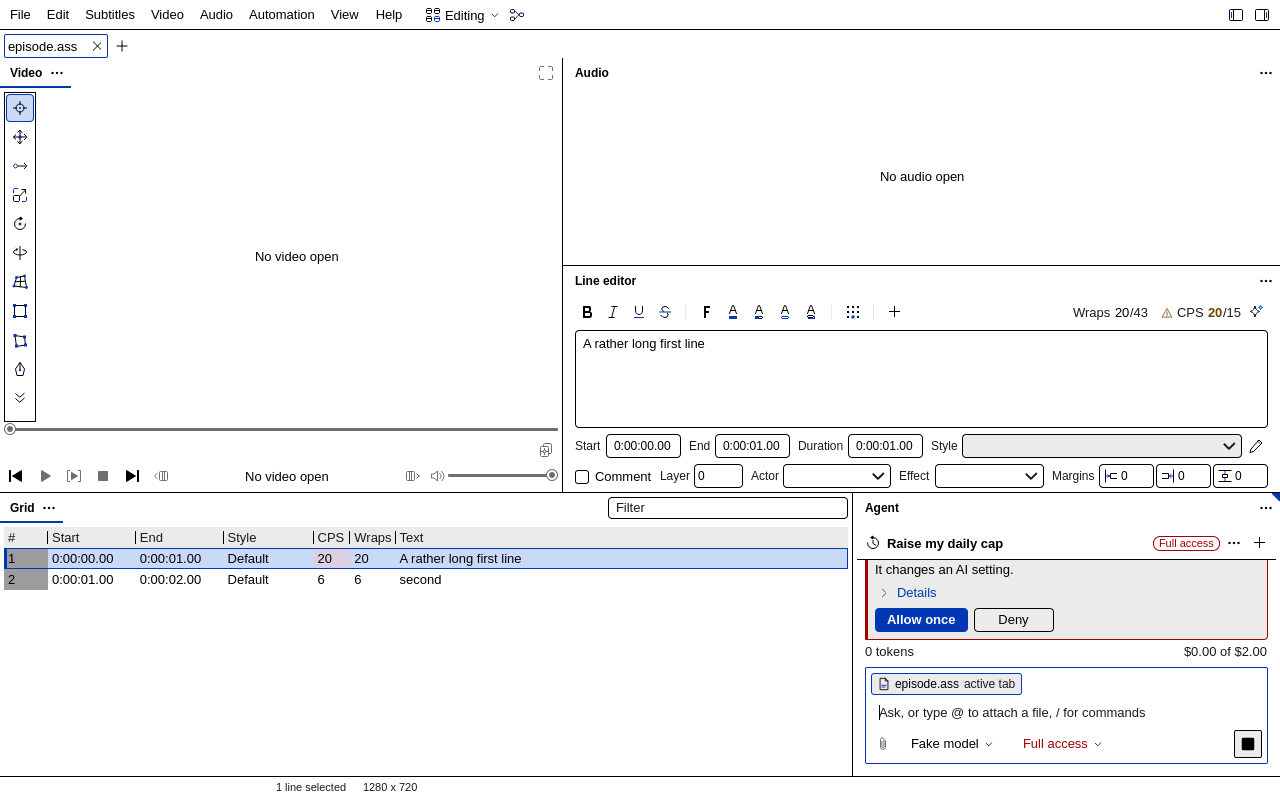 File Edit Subtitles Video Audio Automation View Help Editing
episode.ass
Video
Audio
No video open
No audio open
Line editor
B I U S F A A A A Wraps 20/43 CPS 20/15
A rather long first line
Start 0:00:00.00 End 0:00:01.00 Duration 0:00:01.00 Style
Comment Layer 0 Actor Effect Margins 0 0 0
No video open
Grid
Filter
# Start End Style CPS Wraps Text
1 0:00:00.00 0:00:01.00 Default 20 20 A rather long first line
2 0:00:01.00 0:00:02.00 Default 6 6 second
Agent
Raise my daily cap Full access
It changes an AI setting.
Details
Allow once Deny
0 tokens $0.00 of $2.00
episode.ass active tab
Ask, or type @ to attach a file, / for commands
Fake model Full access
1 line selected 1280 x 720